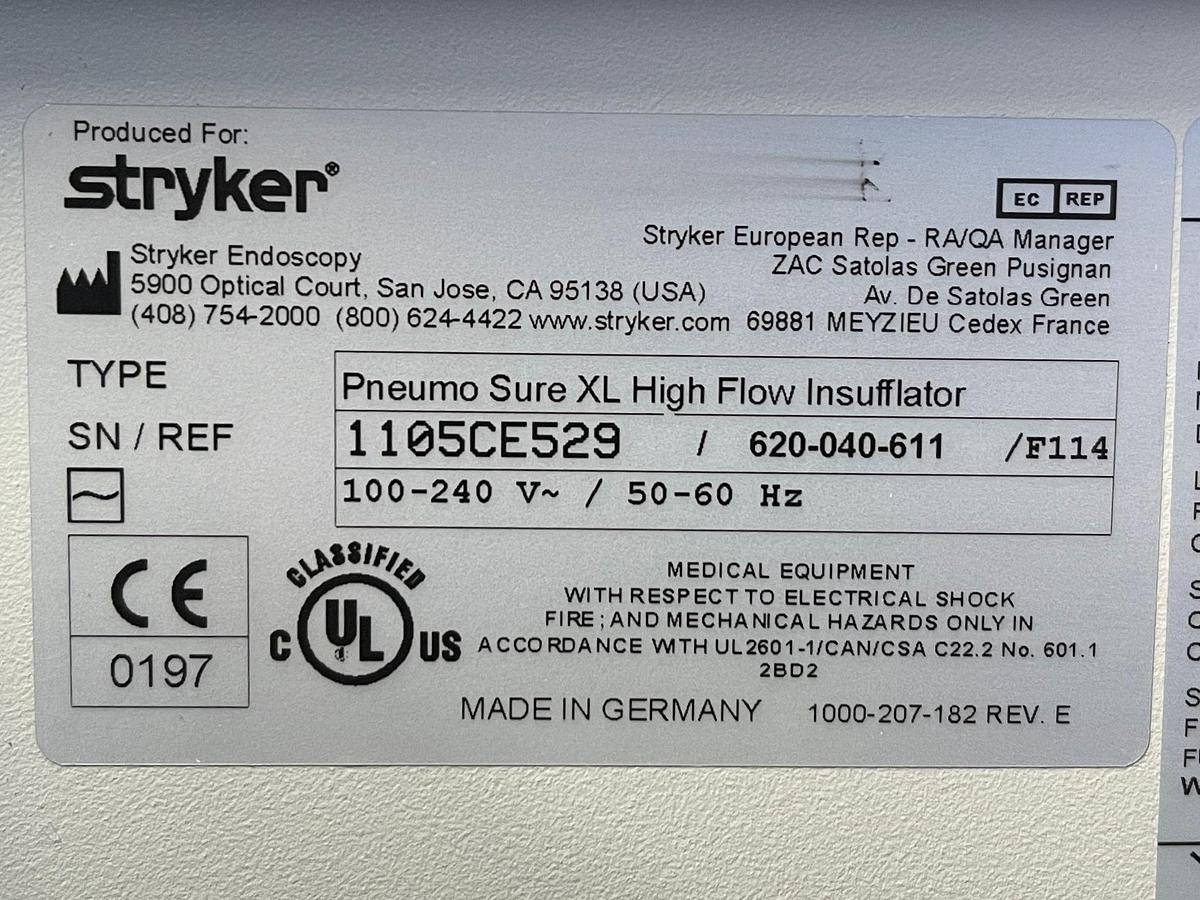 Produced For:
stryker®
EC REP
Stryker European Rep - RA/QA Manager
ZAC Satolas Green Pusignan
Av. De Satolas Green
69881 MEYZIEU Cedex France
Stryker Endoscopy
5900 Optical Court, San Jose, CA 95138 (USA)
(408) 754-2000 (800) 624-4422 www.stryker.com
TYPE Pneumo Sure XL High Flow Insufflator
SN / REF 1105CE529 / 620-040-611 /F114
100-240 V~ / 50-60 Hz
CE
0197
CLASSIFIED
C UL US
MEDICAL EQUIPMENT
WITH RESPECT TO ELECTRICAL SHOCK
FIRE ; AND MECHANICAL HAZARDS ONLY IN
ACCORDANCE WITH UL2601-1/CAN/CSA C22.2 No. 601.1
2BD2
MADE IN GERMANY 1000-207-182 REV. E